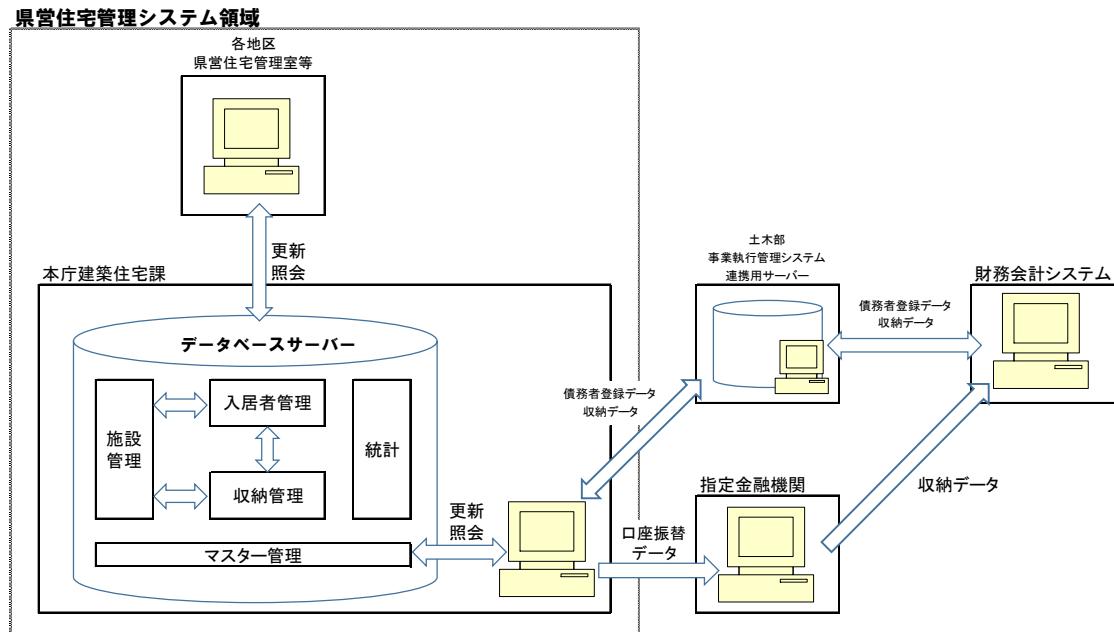 県営住宅管理システム領域
各地区
県営住宅管理室等
更新
照会
本庁建築住宅課
データベースサーバー
施設
管理
入居者管理
収納管理
統計
マスター管理
更新
照会
債務者登録データ
収納データ
口座振替
データ
土木部
事業執行管理システム
連携用サーバー
債務者登録データ
収納データ
財務会計システム
指定金融機関
収納データ